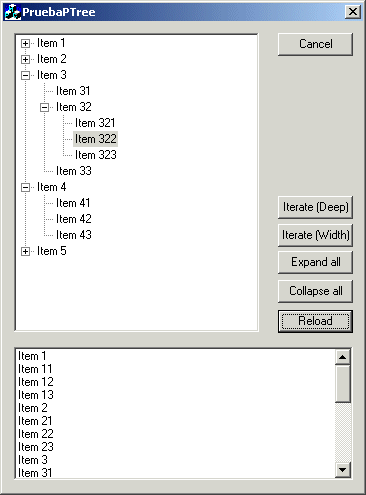 PruebaPTree
Item 1
Item 2
Item 3
Item 31
Item 32
Item 321
Item 322
Item 323
Item 33
Item 4
Item 41
Item 42
Item 43
Item 5
Cancel
Iterate (Deep)
Iterate (Width)
Expand all
Collapse all
Reload
Item 1
Item 11
Item 12
Item 13
Item 2
Item 21
Item 22
Item 23
Item 3
Item 31